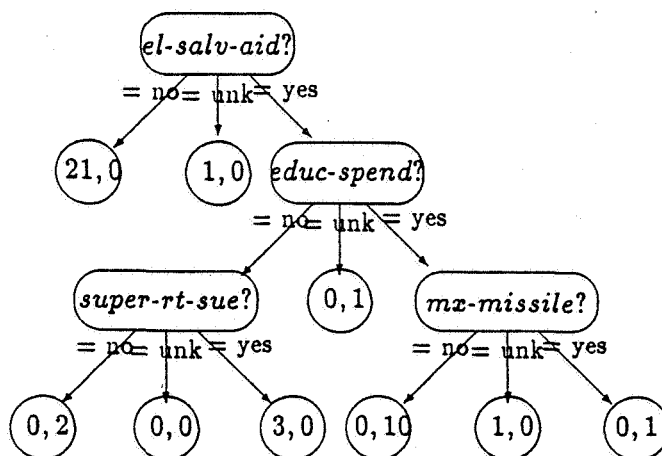 el-salv-aid?
= no = unk = yes
21,0 1,0 educ-spend?
= no = unk = yes
super-rt-sue? 0,1 mx-missile?
= no = unk = yes = no = unk = yes
0,2 0,0 3,0 0,10 1,0 0,1